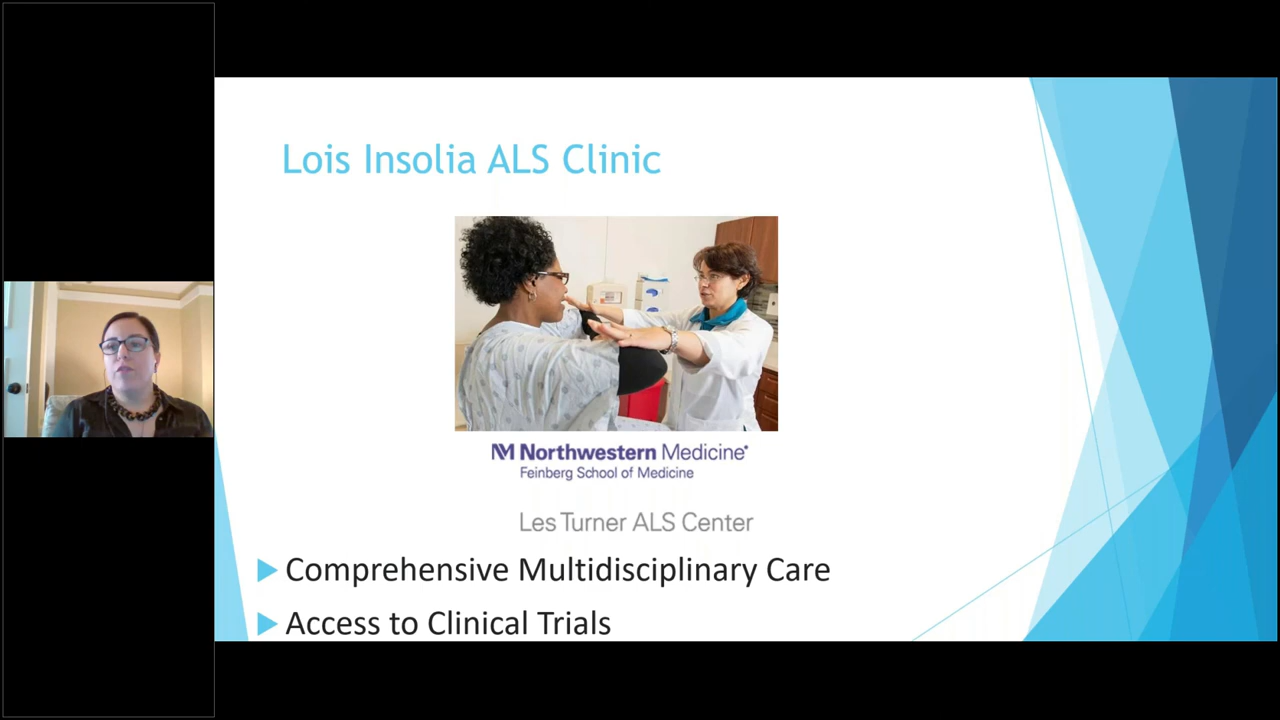 Lois Insolia ALS Clinic
Northwestern Medicine
Feinberg School of Medicine
Les Turner ALS Center
Comprehensive Multidisciplinary Care
Access to Clinical Trials